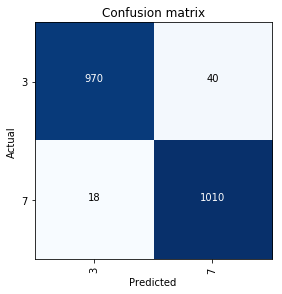 Confusion matrix
Actual
3
970
40
7
18
1010
3
7
Predicted